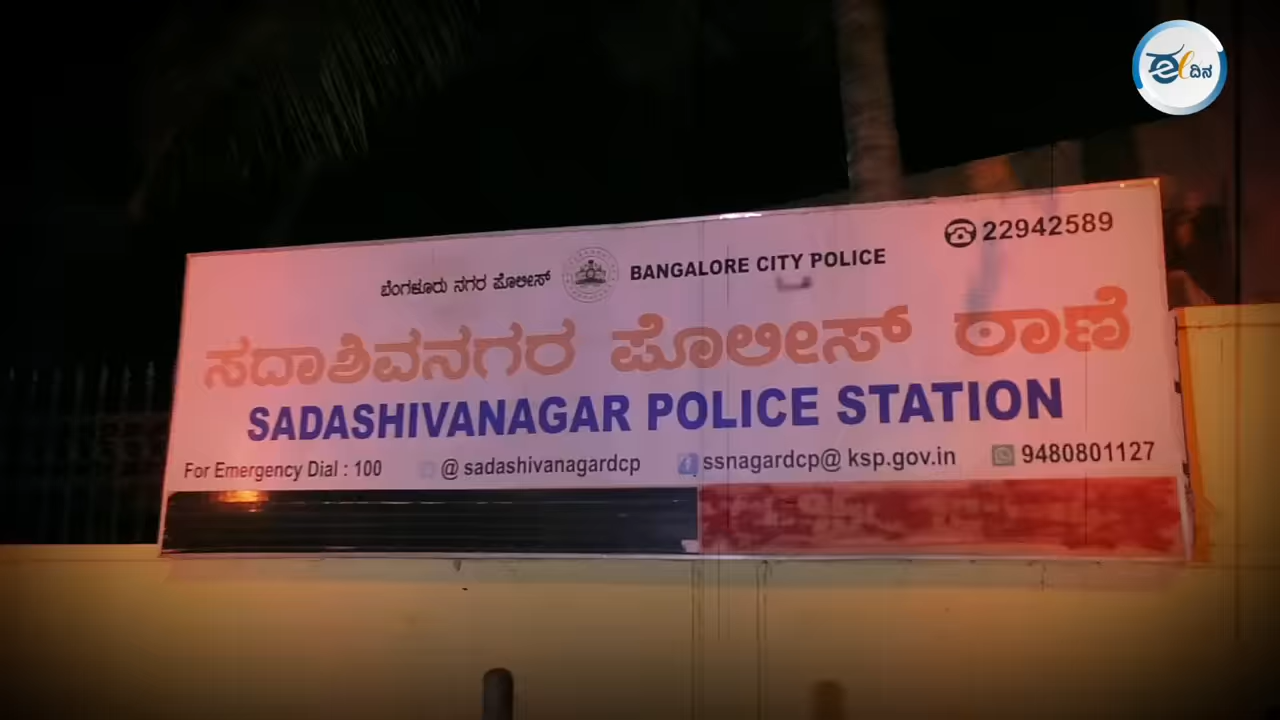 ಈ ದಿನ
22942589
ಬೆಂಗಳೂರು ನಗರ ಪೊಲೀಸ್ BANGALORE CITY POLICE
ಸದಾಶಿವನಗರ ಪೊಲೀಸ್ ಠಾಣೆ
SADASHIVANAGAR POLICE STATION
For Emergency Dial : 100 @ sadashivanagardcp ssnagardcp@ ksp.gov.in 9480801127